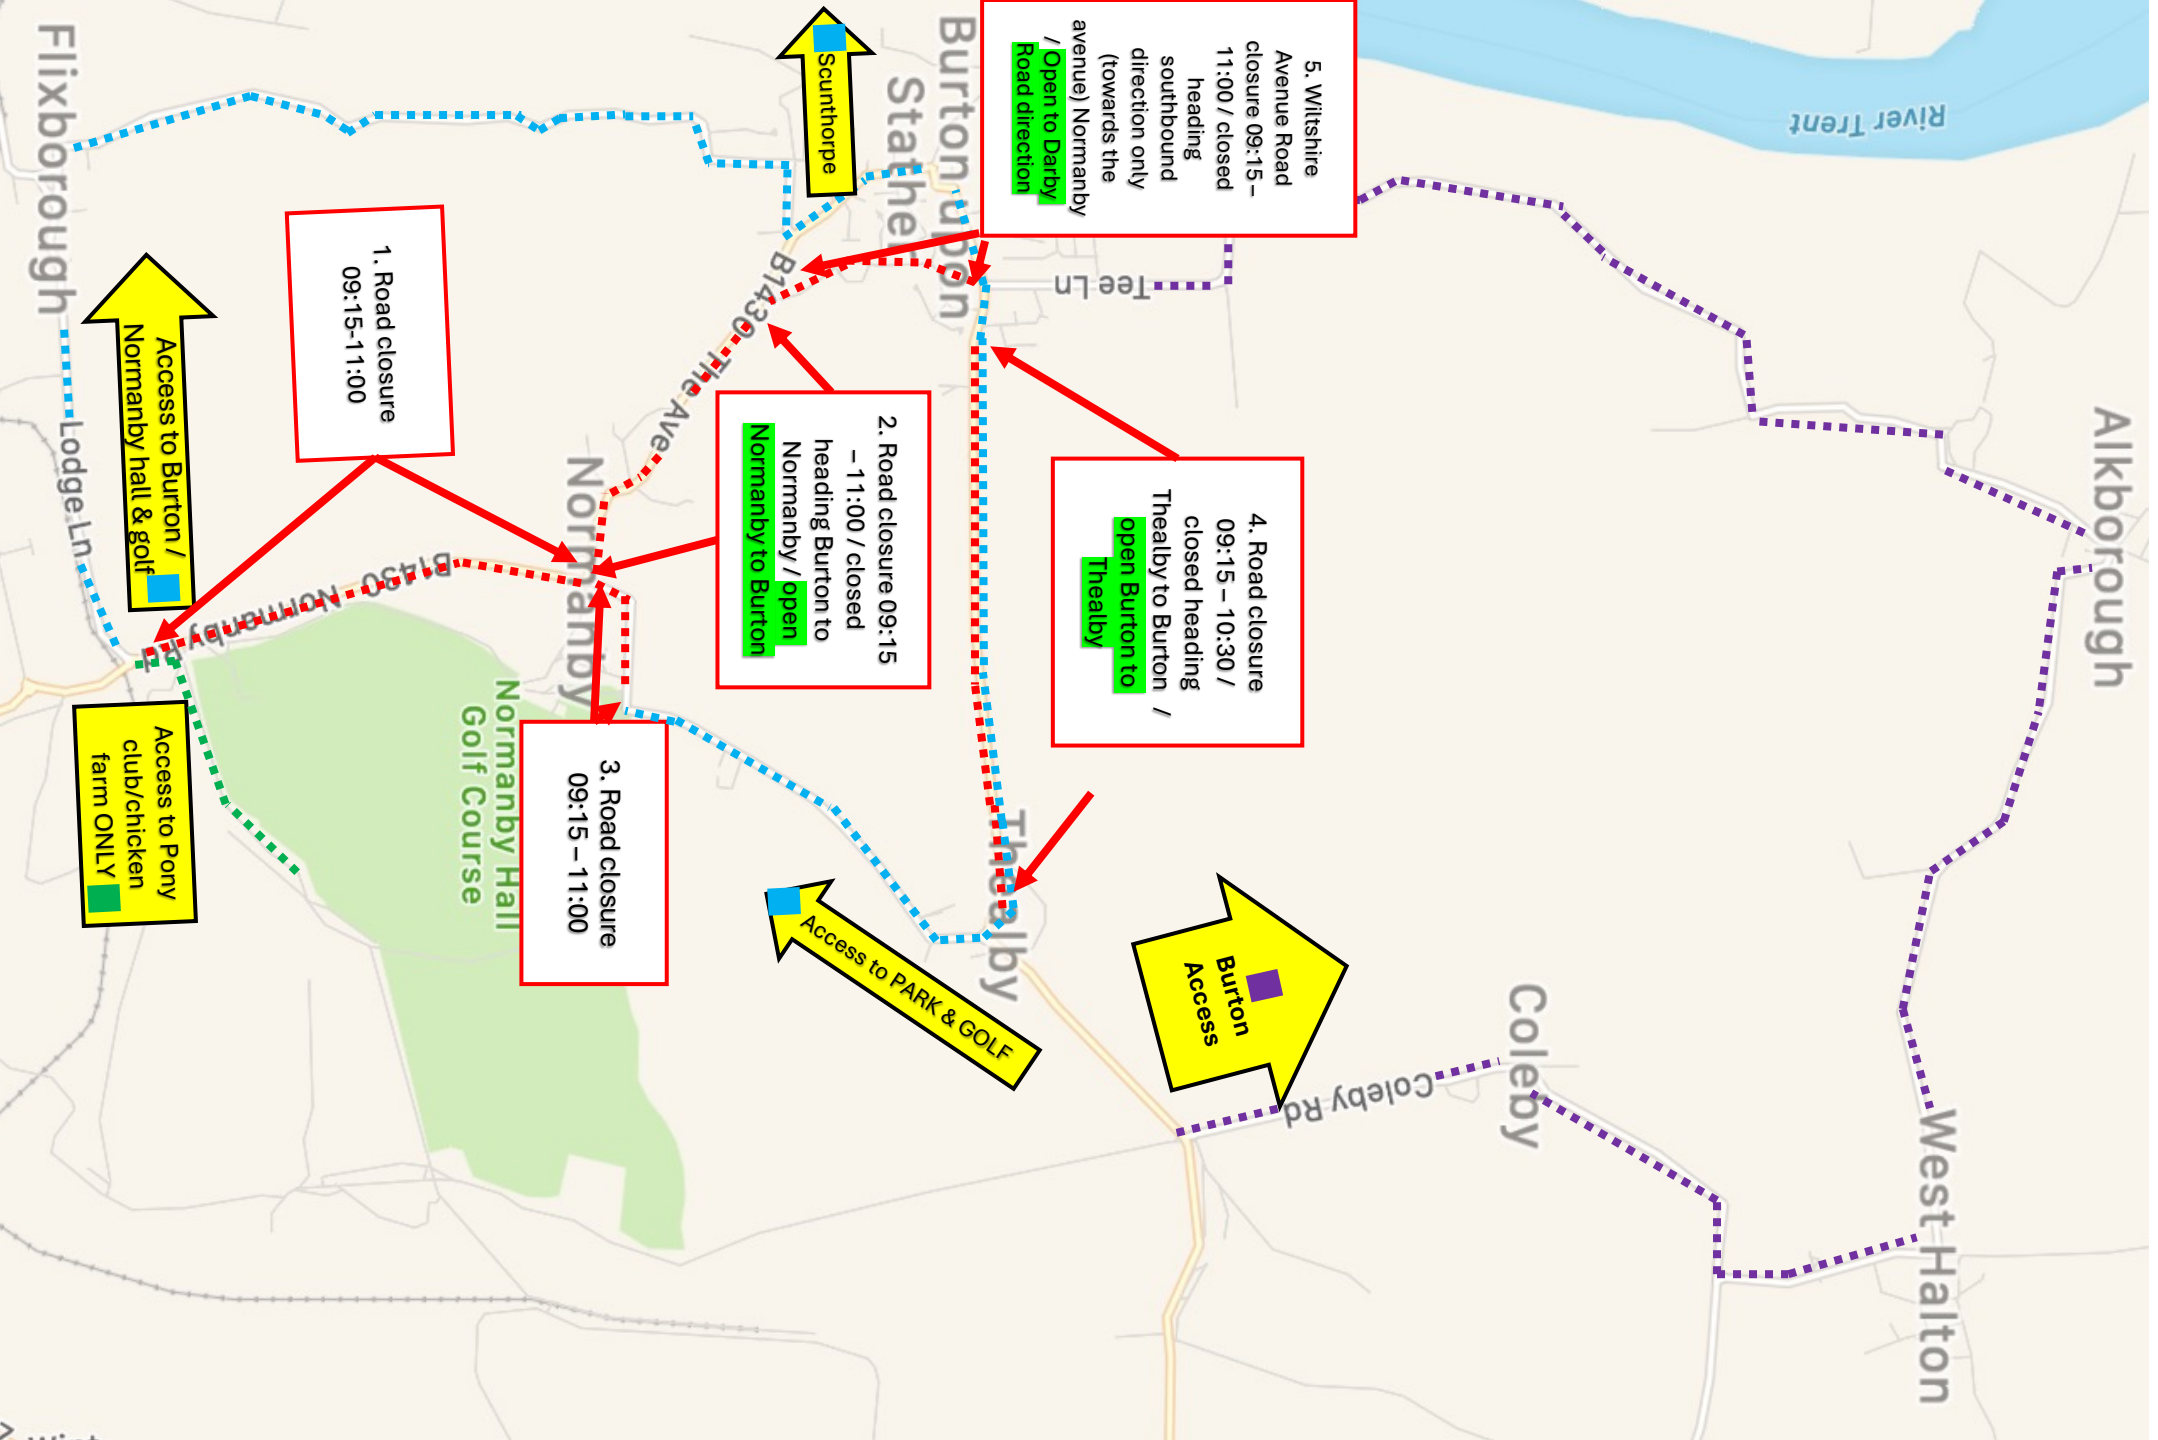 River Trent
Alkborough
West Halton
Coleby
Coleby Rd
Burton
Access
5. Wiltshire
Avenue Road
closure 09:15 –
11:00 / closed
heading
southbound
direction only
(towards the
avenue) Normanby
/ Open to Darby
Road direction
Tee Ln
Burton upon
Stather
Scunthorpe
4. Road closure
09:15 – 10:30 /
closed heading
Thealby to Burton /
open Burton to
Thealby
Thealby
Access to PARK & GOLF
2. Road closure 09:15
– 11:00 / closed
heading Burton to
Normanby / open
Normanby to Burton
B1430 The Ave
Normanby
3. Road closure
09:15 – 11:00
Normanby Hall
Golf Course
1. Road closure
09:15-11:00
B1430 Normanby Rd
Access to Burton /
Normanby hall & golf
Access to Pony
club/chicken
farm ONLY
Lodge Ln
Flixborough